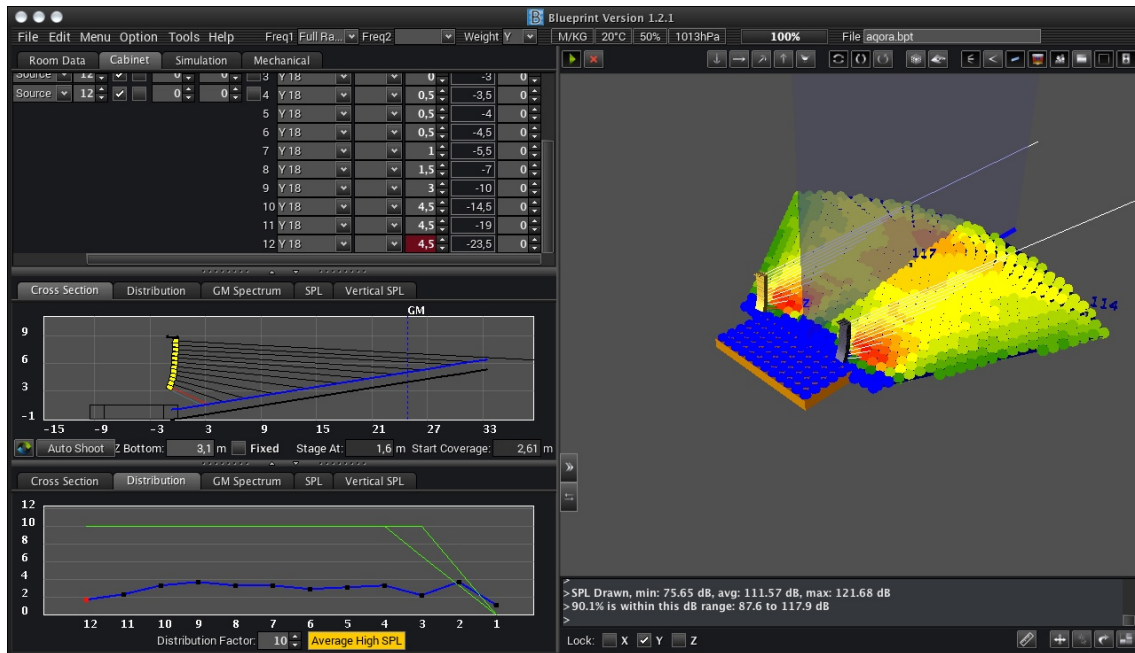 Blueprint Version 1.2.1
File Edit Menu Option Tools Help Freq1 Full Ra... Freq2 Weight Y M/KG 20°C 50% 1013hPa 100% File aqora.bpt
Room Data Cabinet Simulation Mechanical
Source 12 0 0 3 Y 18 0 -3 0
Source 12 0 0 4 Y 18 0,5 -3,5 0
5 Y 18 0,5 -4 0
6 Y 18 0,5 -4,5 0
7 Y 18 1 -5,5 0
8 Y 18 1,5 -7 0
9 Y 18 3 -10 0
10 Y 18 4,5 -14,5 0
11 Y 18 4,5 -19 0
12 Y 18 4,5 -23,5 0
Cross Section Distribution GM Spectrum SPL Vertical SPL
GM
9
6
3
-1
-15 -9 -3 3 9 15 21 27 33
Auto Shoot Z Bottom: 3,1 m Fixed Stage At: 1,6 m Start Coverage: 2,61 m
Cross Section Distribution GM Spectrum SPL Vertical SPL
12
10
8
6
4
2
0
12 11 10 9 8 7 6 5 4 3 2 1
Distribution Factor: 10 Average High SPL
117
114
Z
>
>SPL Drawn, min: 75.65 dB, avg: 111.57 dB, max: 121.68 dB
>90.1% is within this dB range: 87.6 to 117.9 dB
>
Lock: X Y Z